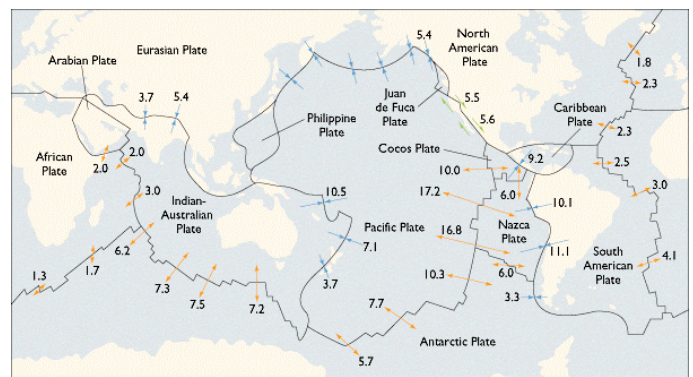 North
American
Plate
5.4
Eurasian Plate
Arabian Plate
1.8
2.3
3.7
5.4
Juan
de Fuca
Plate
5.5
5.6
Caribbean
Plate
Philippine
Plate
2.3
Cocos Plate
9.2
2.5
African
Plate
2.0
2.0
10.0
3.0
Indian-
Australian
Plate
3.0
10.5
17.2
6.0
10.1
Pacific Plate
16.8
Nazca
Plate
7.1
6.2
11.1
South
American
Plate
4.1
1.3
1.7
7.3
7.5
7.2
3.7
10.3
6.0
3.3
7.7
Antarctic Plate
5.7